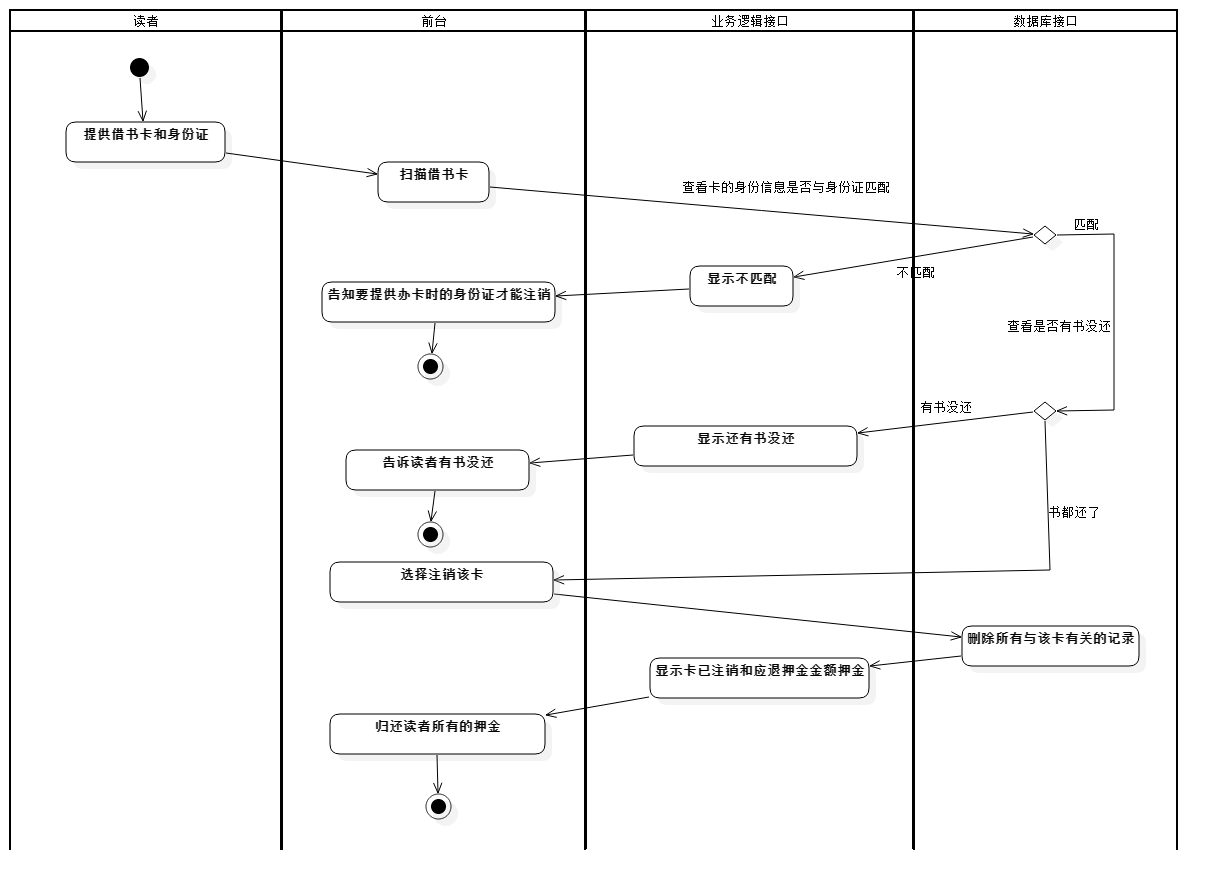 读者
前台
业务逻辑接口
数据库接口
提供借书卡和身份证
扫描借书卡
查看卡的身份信息是否与身份证匹配
匹配
不匹配
显示不匹配
告知要提供办卡时的身份证才能注销
查看是否有书没还
有书没还
显示还有书没还
告诉读者有书没还
书都还了
选择注销该卡
删除所有与该卡有关的记录
显示卡已注销和应退押金金额押金
归还读者所有的押金